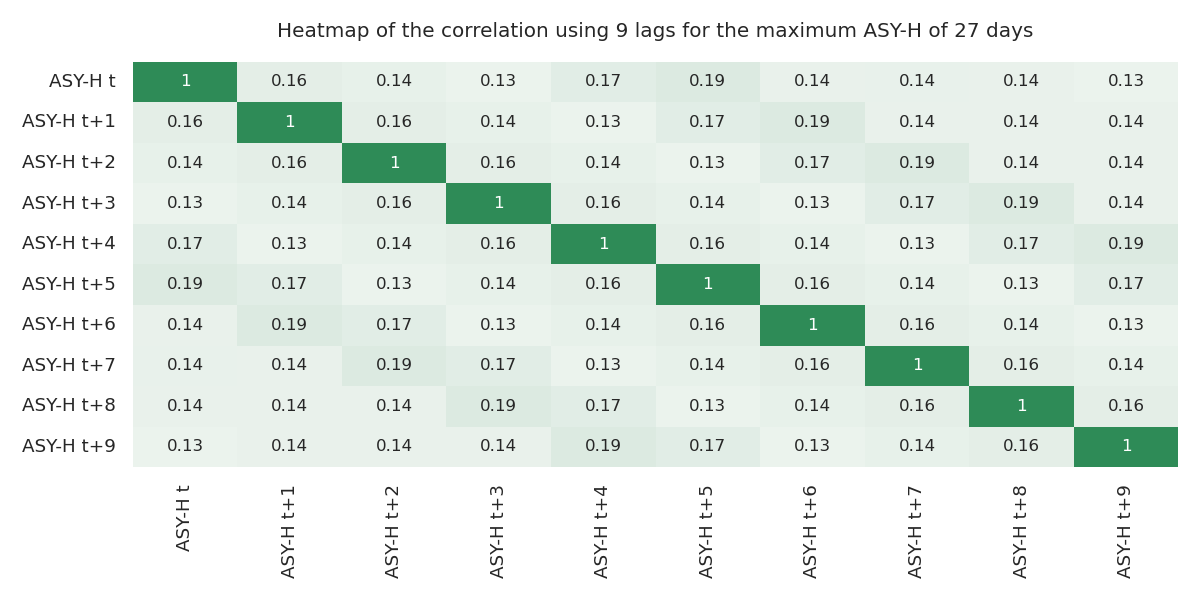 Heatmap of the correlation using 9 lags for the maximum ASY-H of 27 days
ASY-H t 1 0.16 0.14 0.13 0.17 0.19 0.14 0.14 0.14 0.13
ASY-H t+1 0.16 1 0.16 0.14 0.13 0.17 0.19 0.14 0.14 0.14
ASY-H t+2 0.14 0.16 1 0.16 0.14 0.13 0.17 0.19 0.14 0.14
ASY-H t+3 0.13 0.14 0.16 1 0.16 0.14 0.13 0.17 0.19 0.14
ASY-H t+4 0.17 0.13 0.14 0.16 1 0.16 0.14 0.13 0.17 0.19
ASY-H t+5 0.19 0.17 0.13 0.14 0.16 1 0.16 0.14 0.13 0.17
ASY-H t+6 0.14 0.19 0.17 0.13 0.14 0.16 1 0.16 0.14 0.13
ASY-H t+7 0.14 0.14 0.19 0.17 0.13 0.14 0.16 1 0.16 0.14
ASY-H t+8 0.14 0.14 0.14 0.19 0.17 0.13 0.14 0.16 1 0.16
ASY-H t+9 0.13 0.14 0.14 0.14 0.19 0.17 0.13 0.14 0.16 1
ASY-H t ASY-H t+1 ASY-H t+2 ASY-H t+3 ASY-H t+4 ASY-H t+5 ASY-H t+6 ASY-H t+7 ASY-H t+8 ASY-H t+9